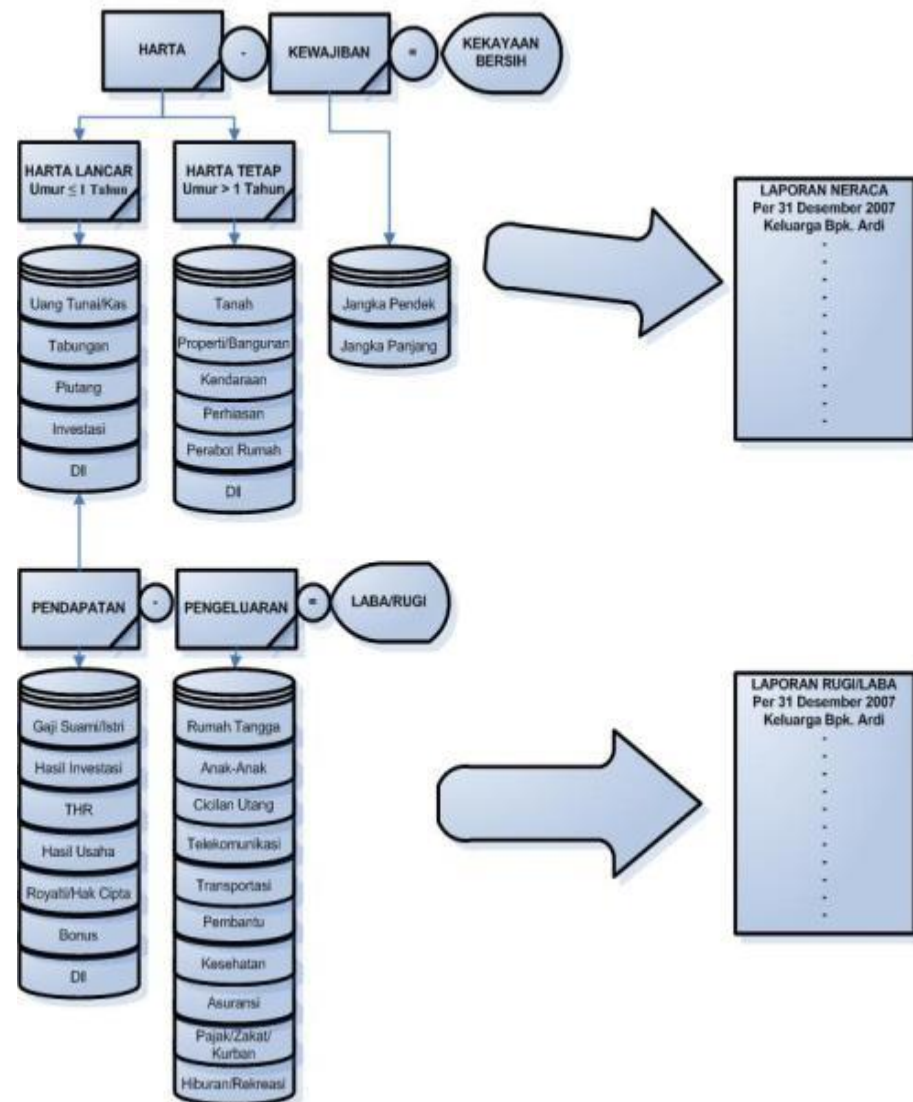 HARTA
-
KEWAJIBAN
=
KEKAYAAN
BERSIH
HARTA LANCAR
Umur ≤ 1 Tahun
HARTA TETAP
Umur > 1 Tahun
Uang Tunai/Kas
Tabungan
Piutang
Investasi
Dll
Tanah
Properti/Bangunan
Kendaraan
Perhiasan
Perabot Rumah
Dll
Jangka Pendek
Jangka Panjang
LAPORAN NERACA
Per 31 Desember 2007
Keluarga Bpk. Ardi
-
-
-
-
-
-
-
-
-
-
-
PENDAPATAN
-
PENGELUARAN
=
LABA/RUGI
Gaji Suami/Istri
Hasil Investasi
THR
Hasil Usaha
Royalti/Hak Cipta
Bonus
Dll
Rumah Tangga
Anak-Anak
Cicilan Utang
Telekomunikasi
Transportasi
Pembantu
Kesehatan
Asuransi
Pajak/Zakat/
Kurban
Hiburan/Rekreasi
LAPORAN RUGI/LABA
Per 31 Desember 2007
Keluarga Bpk. Ardi
-
-
-
-
-
-
-
-
-
-
-